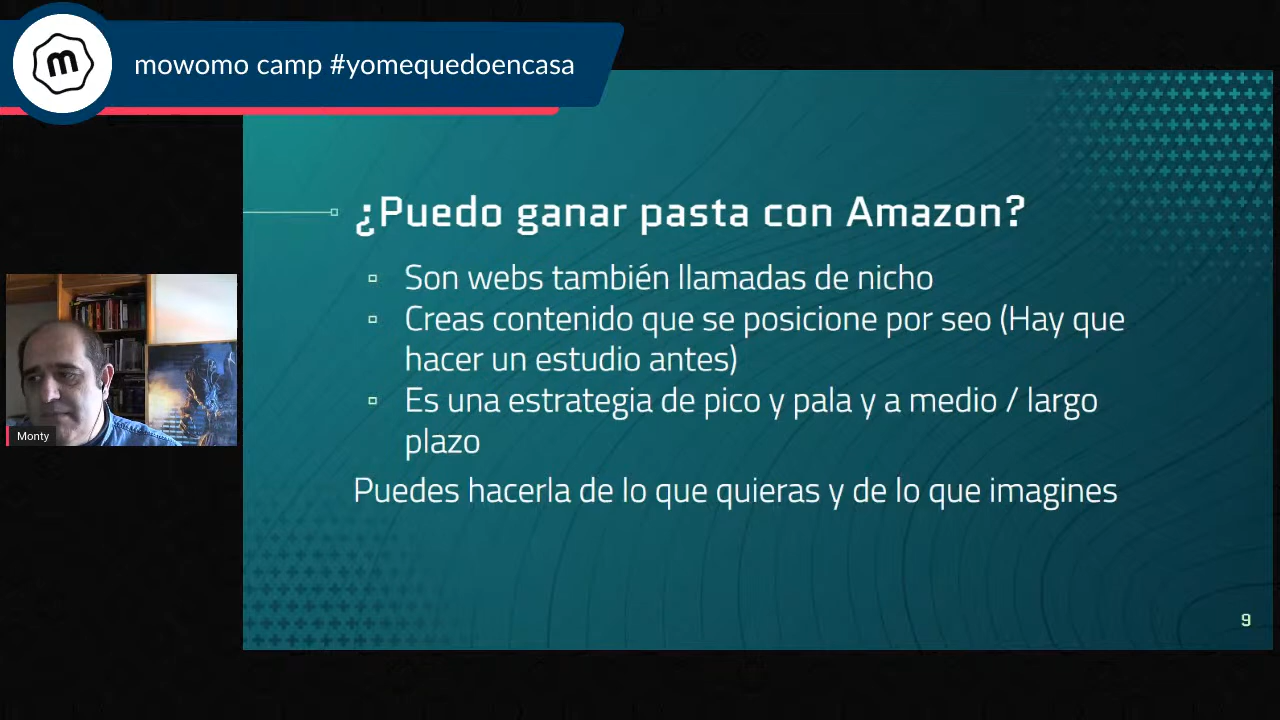 m
mowomo camp #yomequedoencasa
¿Puedo ganar pasta con Amazon?
Son webs también llamadas de nicho
Creas contenido que se posicione por seo (Hay que
hacer un estudio antes)
Es una estrategia de pico y pala y a medio / largo
plazo
Puedes hacerla de lo que quieras y de lo que imagines
Monty
9